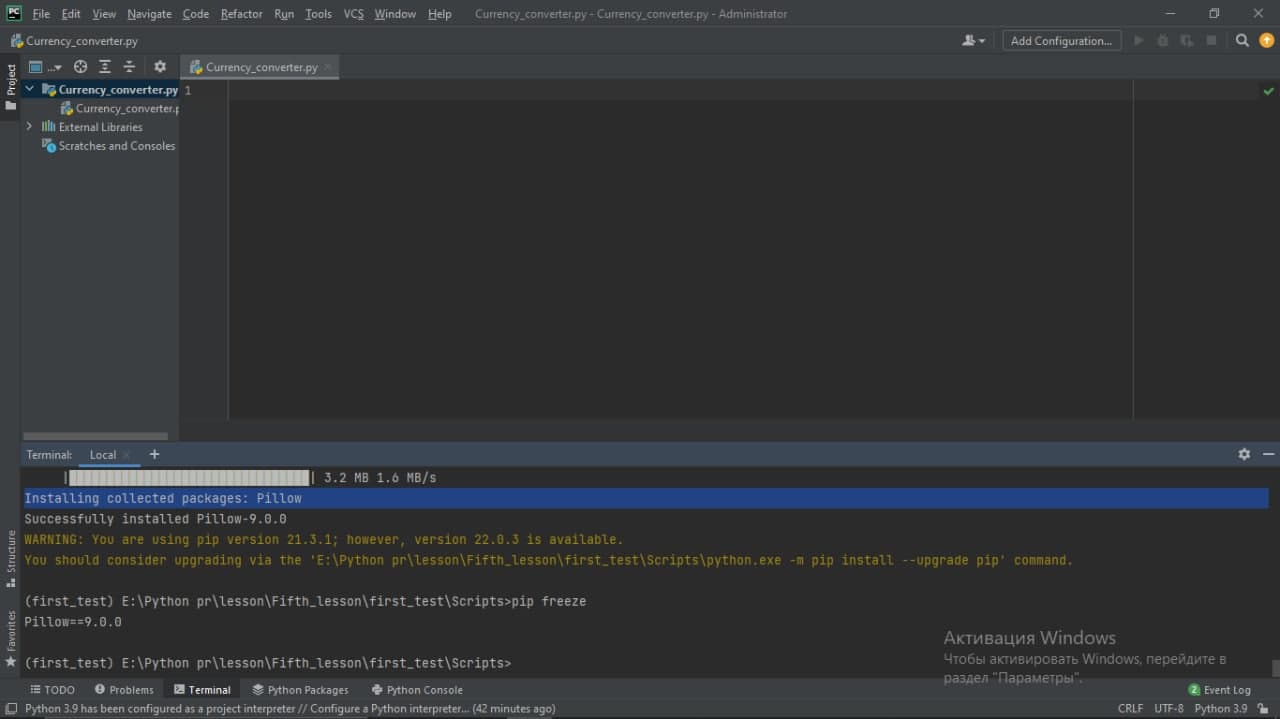 PC File Edit View Navigate Code Refactor Run Tools VCS Window Help Currency_converter.py - Currency_converter.py - Administrator
Currency_converter.py Add Configuration...
Project ... Currency_converter.py
Currency_converter.py 1
Currency_converter.p
External Libraries
Scratches and Consoles
Terminal: Local +
| 3.2 MB 1.6 MB/s
Installing collected packages: Pillow
Successfully installed Pillow-9.0.0
WARNING: You are using pip version 21.3.1; however, version 22.0.3 is available.
You should consider upgrading via the 'E:\Python pr\lesson\Fifth_lesson\first_test\Scripts\python.exe -m pip install --upgrade pip' command.
(first_test) E:\Python pr\lesson\Fifth_lesson\first_test\Scripts>pip freeze
Pillow==9.0.0
(first_test) E:\Python pr\lesson\Fifth_lesson\first_test\Scripts>
Structure
Favorites
Активация Windows
Чтобы активировать Windows, перейдите в
раздел "Параметры".
TODO Problems Terminal Python Packages Python Console 2 Event Log
Python 3.9 has been configured as a project interpreter // Configure a Python interpreter... (42 minutes ago) CRLF UTF-8 Python 3.9